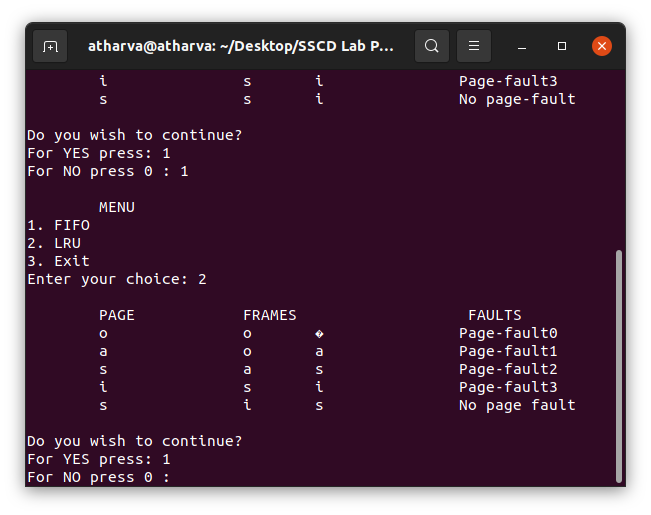 atharva@atharva: ~/Desktop/SSCD Lab P...
i s i Page-fault3
s s i No page-fault
Do you wish to continue?
For YES press: 1
For NO press 0 : 1
MENU
1. FIFO
2. LRU
3. Exit
Enter your choice: 2
PAGE FRAMES FAULTS
o o � Page-fault0
a o a Page-fault1
s a s Page-fault2
i s i Page-fault3
s i s No page fault
Do you wish to continue?
For YES press: 1
For NO press 0 :